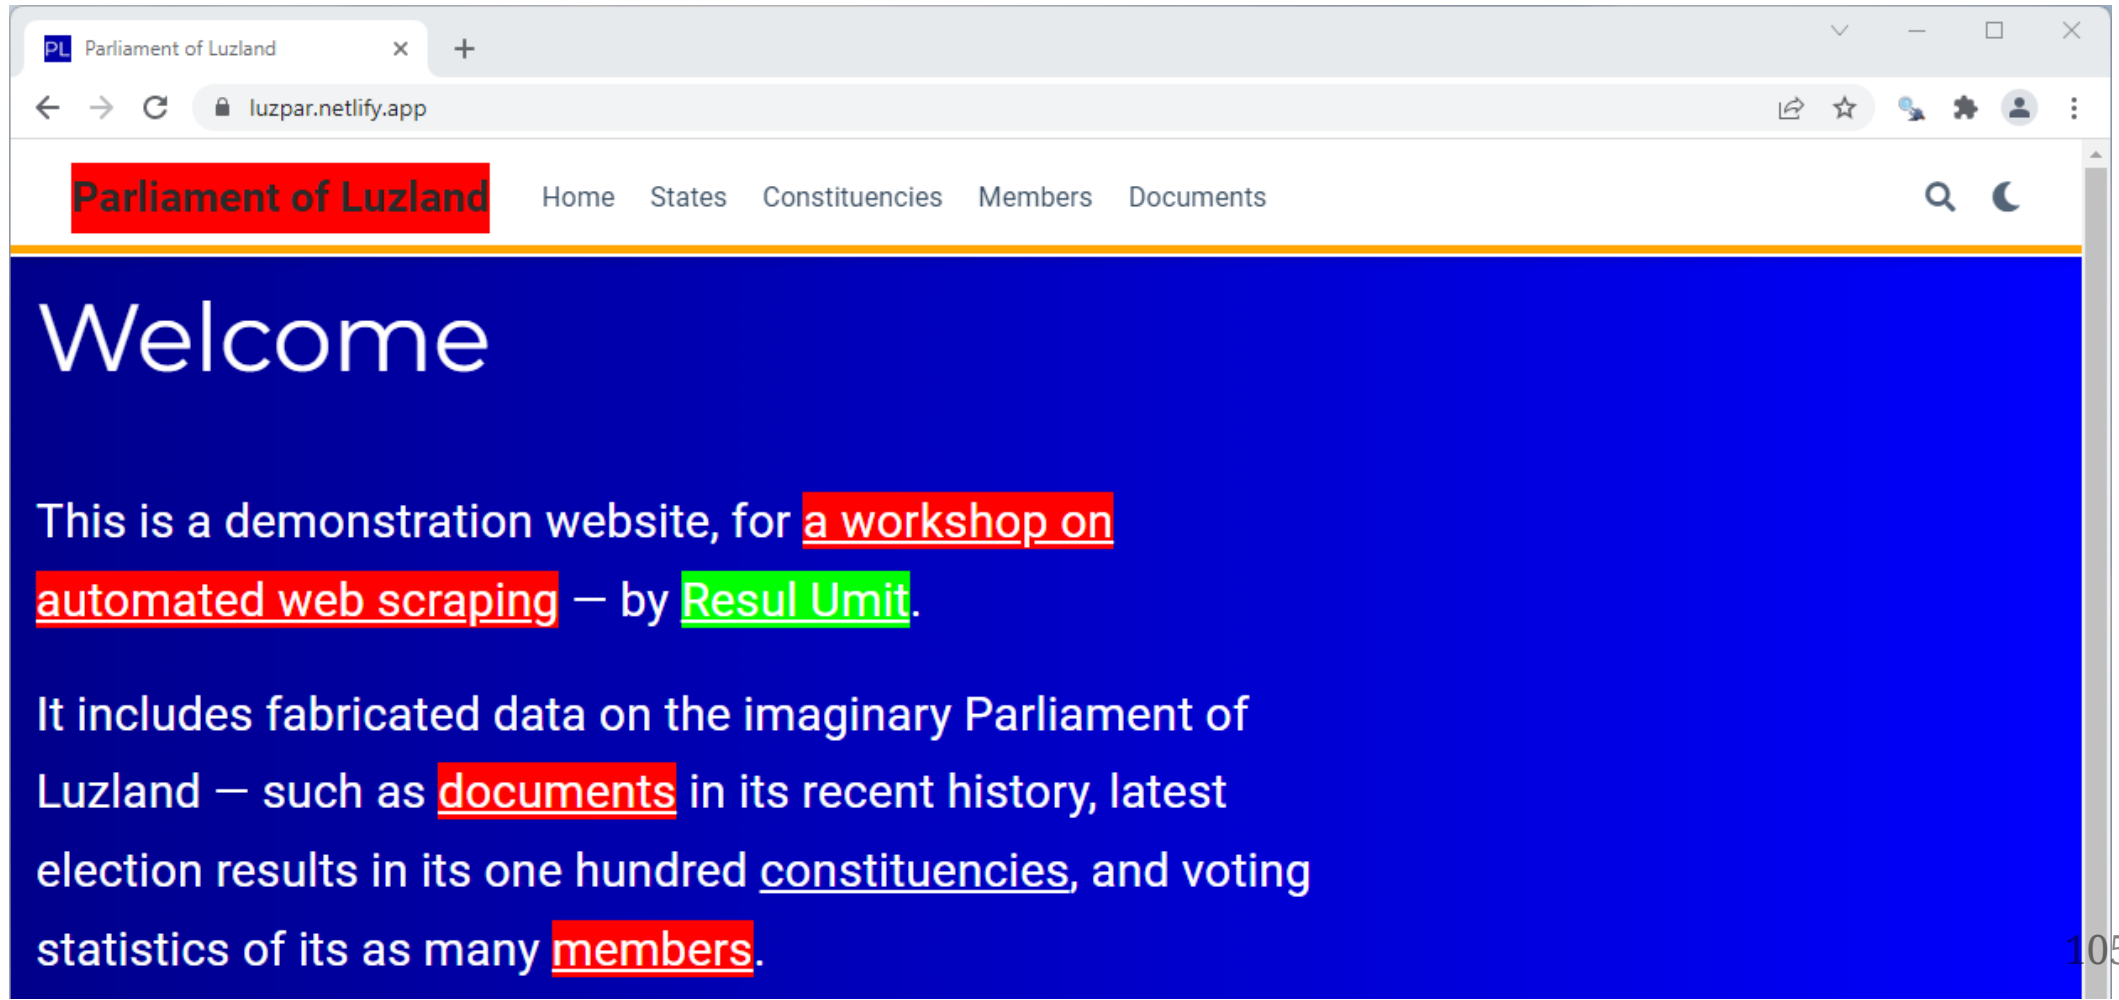 PL Parliament of Luzland
luzpar.netlify.app
Parliament of Luzland Home States Constituencies Members Documents
Welcome
This is a demonstration website, for a workshop on
automated web scraping — by Resul Umit.
It includes fabricated data on the imaginary Parliament of
Luzland — such as documents in its recent history, latest
election results in its one hundred constituencies, and voting
statistics of its as many members.